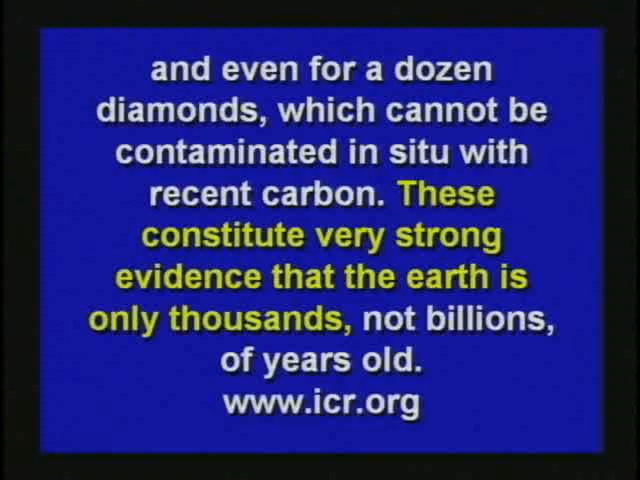 and even for a dozen
diamonds, which cannot be
contaminated in situ with
recent carbon. These
constitute very strong
evidence that the earth is
only thousands, not billions,
of years old.
www.icr.org